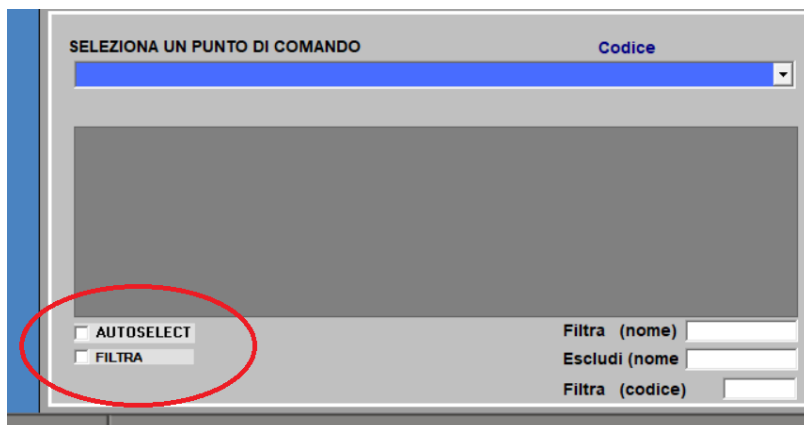 SELEZIONA UN PUNTO DI COMANDO Codice
AUTOSELECT Filtra (nome)
FILTRA Escludi (nome
Filtra (codice)